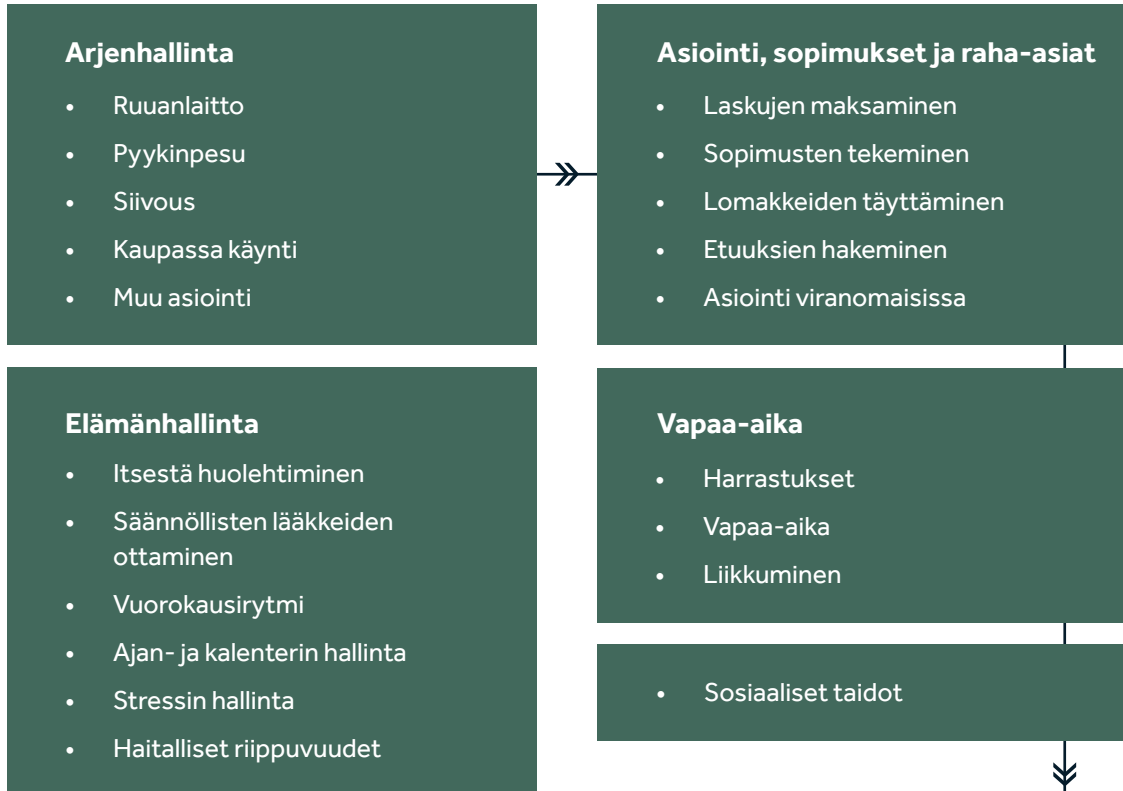 Arjenhallinta
• Ruuanlaitto
• Pyykinpesu
• Siivous
• Kaupassa käynti
• Muu asiointi
Asiointi, sopimukset ja raha-asiat
• Laskujen maksaminen
• Sopimusten tekeminen
• Lomakkeiden täyttäminen
• Etuuksien hakeminen
• Asiointi viranomaisissa
Elämänhallinta
• Itsestä huolehtiminen
• Säännöllisten lääkkeiden
ottaminen
• Vuorokausirytmi
• Ajan- ja kalenterin hallinta
• Stressin hallinta
• Haitalliset riippuvuudet
Vapaa-aika
• Harrastukset
• Vapaa-aika
• Liikkuminen
• Sosiaaliset taidot